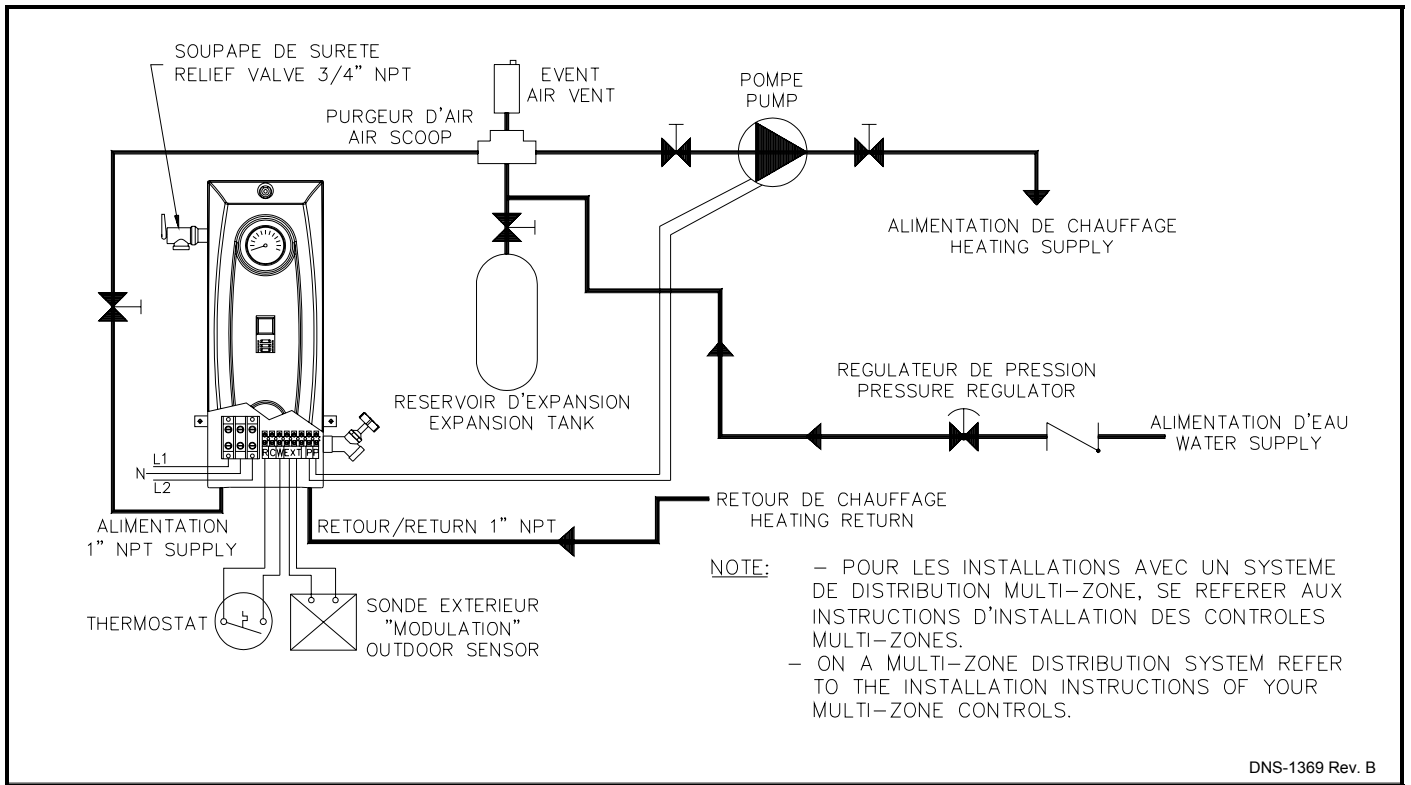 SOUPAPE DE SURETE
RELIEF VALVE 3/4" NPT
EVENT
AIR VENT
PURGEUR D'AIR
AIR SCOOP
POMPE
PUMP
ALIMENTATION DE CHAUFFAGE
HEATING SUPPLY
RESERVOIR D'EXPANSION
EXPANSION TANK
REGULATEUR DE PRESSION
PRESSURE REGULATOR
ALIMENTATION D'EAU
WATER SUPPLY
R C W EXT PP
L1
N
L2
ALIMENTATION
1" NPT SUPPLY
RETOUR/RETURN 1" NPT
RETOUR DE CHAUFFAGE
HEATING RETURN
THERMOSTAT
SONDE EXTERIEUR
"MODULATION"
OUTDOOR SENSOR
NOTE: – POUR LES INSTALLATIONS AVEC UN SYSTEME
DE DISTRIBUTION MULTI–ZONE, SE REFERER AUX
INSTRUCTIONS D'INSTALLATION DES CONTROLES
MULTI–ZONES.
– ON A MULTI–ZONE DISTRIBUTION SYSTEM REFER
TO THE INSTALLATION INSTRUCTIONS OF YOUR
MULTI–ZONE CONTROLS.
DNS-1369 Rev. B